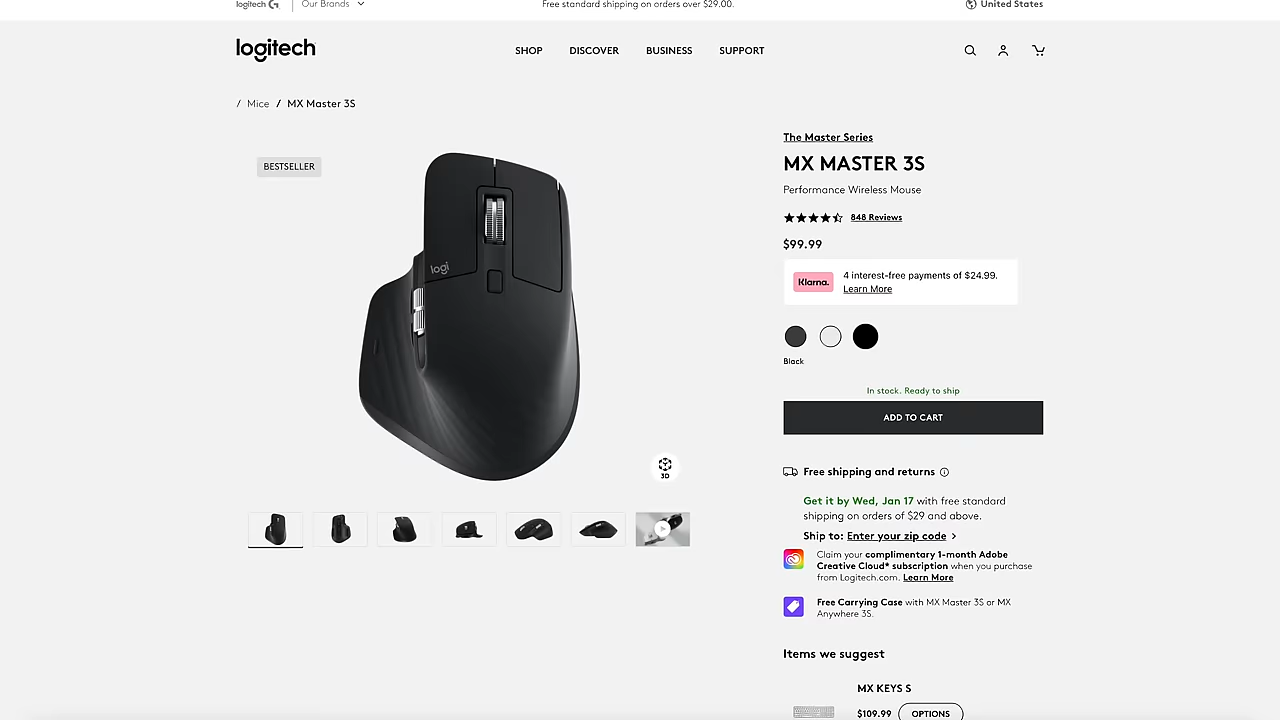 logitech G
Our Brands
Free standard shipping on orders over $29.00.
United States
logitech
SHOP
DISCOVER
BUSINESS
SUPPORT
/ Mice / MX Master 3S
BESTSELLER
logi
3D
The Master Series
MX MASTER 3S
Performance Wireless Mouse
848 Reviews
$99.99
Klarna.
4 interest-free payments of $24.99.
Learn More
Black
In stock. Ready to ship
ADD TO CART
Free shipping and returns
Get it by Wed, Jan 17 with free standard
shipping on orders of $29 and above.
Ship to: Enter your zip code
Claim your complimentary 1-month Adobe
Creative Cloud* subscription when you purchase
from Logitech.com. Learn More
Free Carrying Case with MX Master 3S or MX
Anywhere 3S.
Items we suggest
MX KEYS S
$109.99
OPTIONS